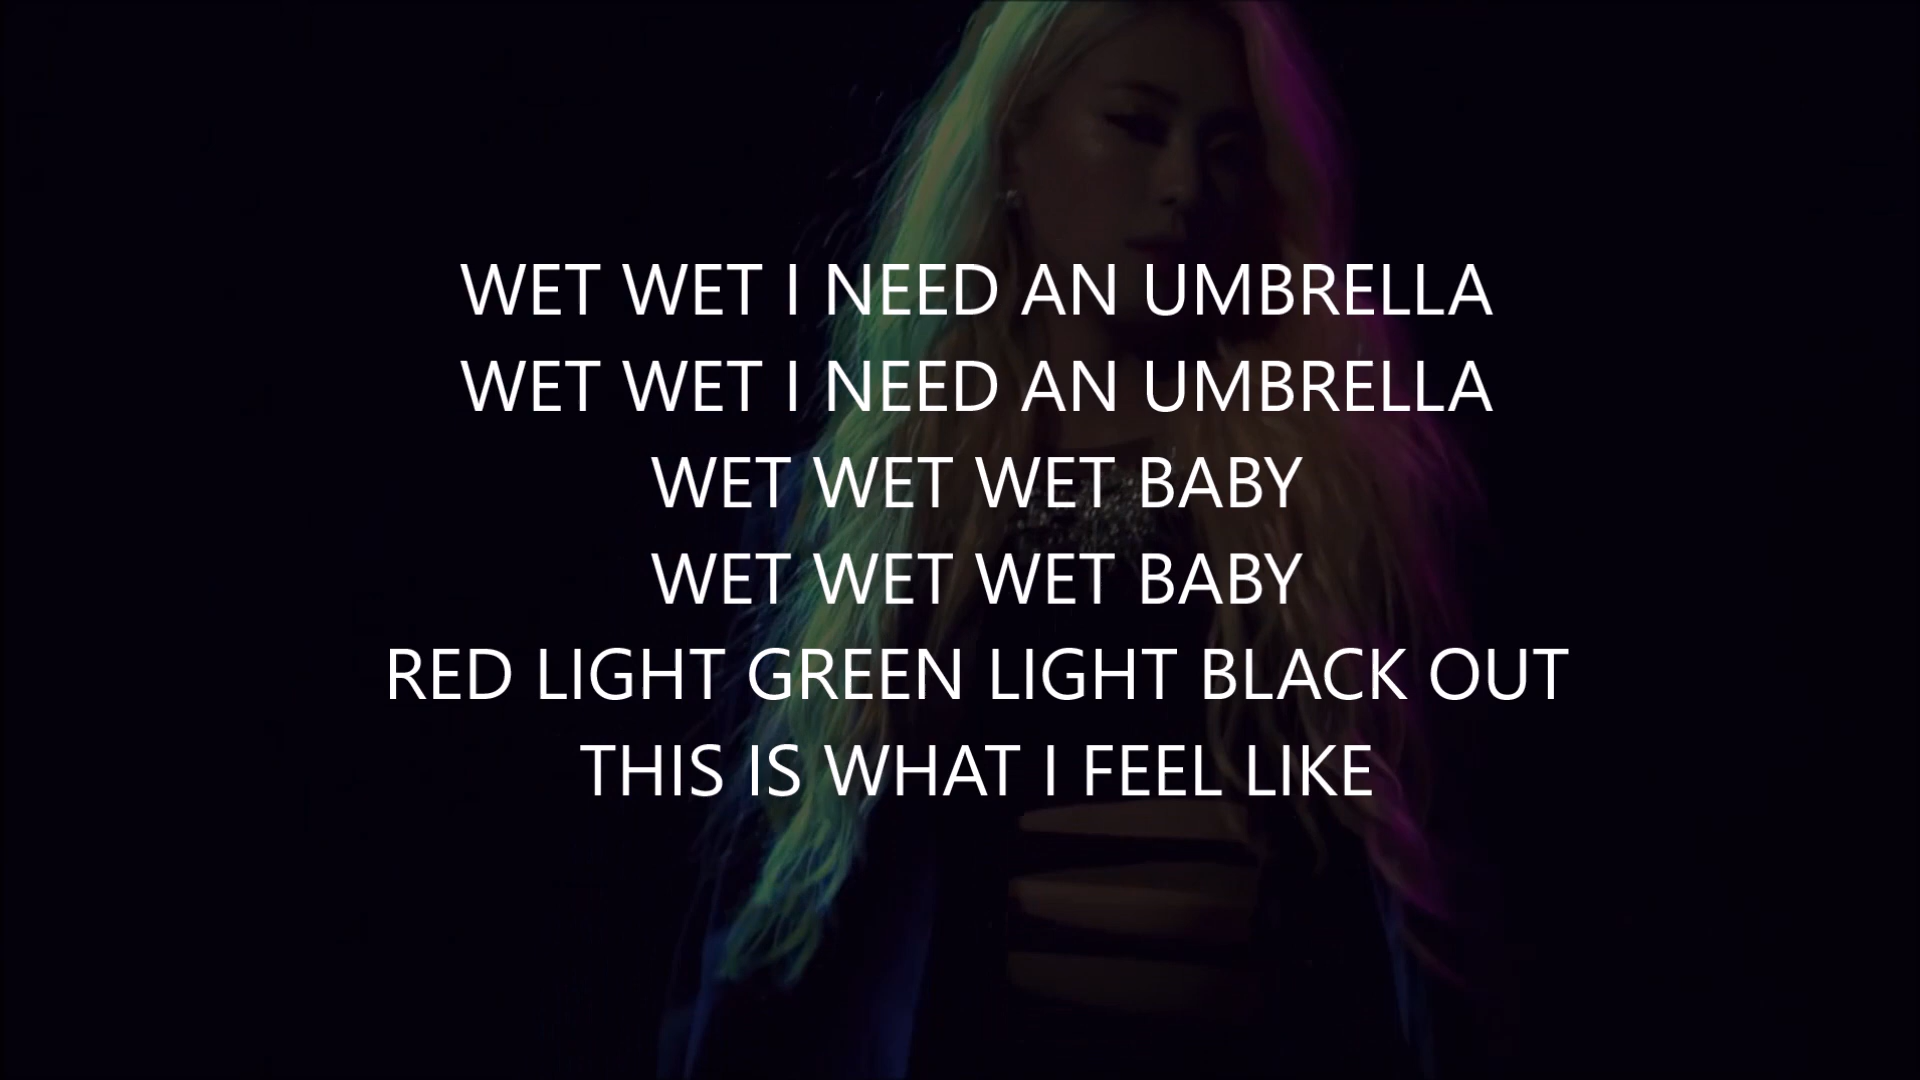 WET WET I NEED AN UMBRELLA
WET WET I NEED AN UMBRELLA
WET WET WET BABY
WET WET WET BABY
RED LIGHT GREEN LIGHT BLACK OUT
THIS IS WHAT I FEEL LIKE